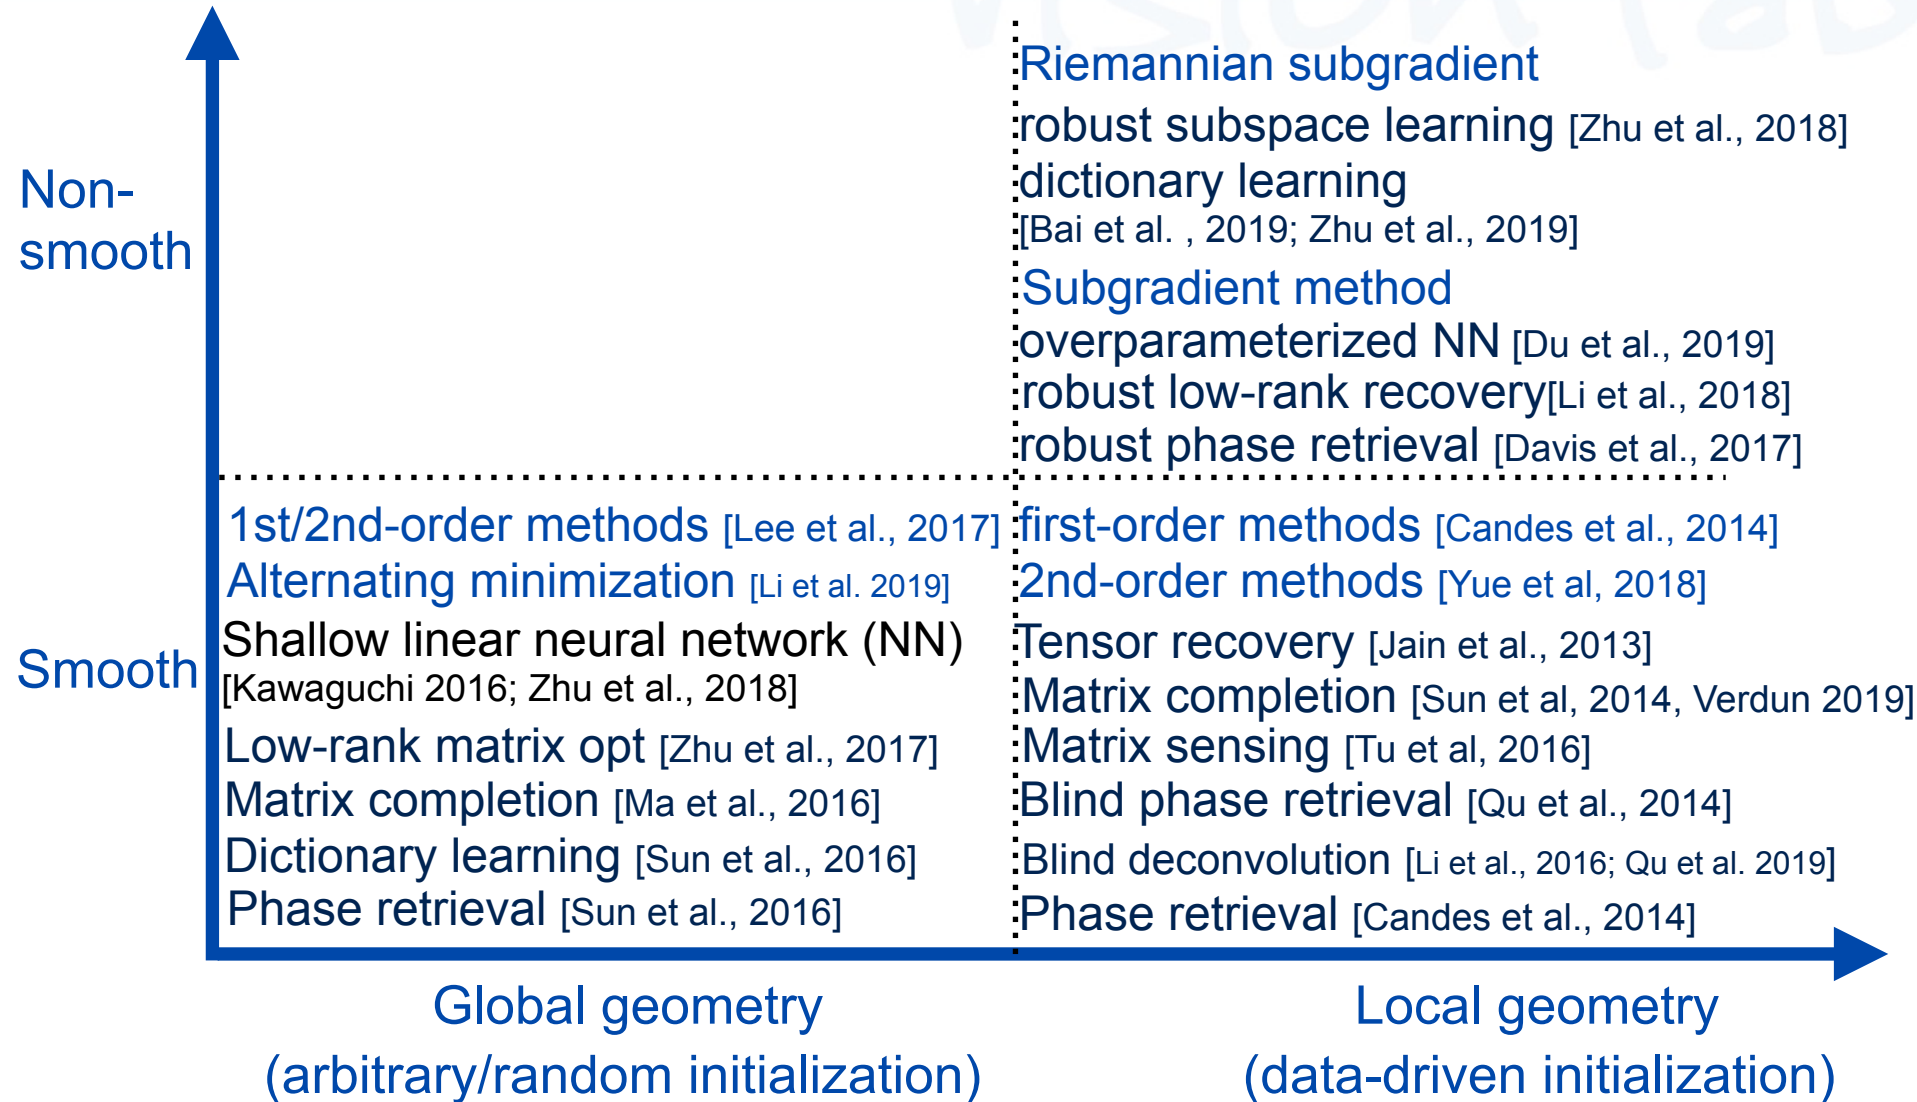 vision lab
Riemannian subgradient
robust subspace learning [Zhu et al., 2018]
dictionary learning
[Bai et al. , 2019; Zhu et al., 2019]
Subgradient method
overparameterized NN [Du et al., 2019]
robust low-rank recovery[Li et al., 2018]
robust phase retrieval [Davis et al., 2017]
Non-
smooth
1st/2nd-order methods [Lee et al., 2017]
Alternating minimization [Li et al. 2019]
Shallow linear neural network (NN)
[Kawaguchi 2016; Zhu et al., 2018]
Low-rank matrix opt [Zhu et al., 2017]
Matrix completion [Ma et al., 2016]
Dictionary learning [Sun et al., 2016]
Phase retrieval [Sun et al., 2016]
first-order methods [Candes et al., 2014]
2nd-order methods [Yue et al, 2018]
Tensor recovery [Jain et al., 2013]
Matrix completion [Sun et al, 2014, Verdun 2019]
Matrix sensing [Tu et al, 2016]
Blind phase retrieval [Qu et al., 2014]
Blind deconvolution [Li et al., 2016; Qu et al. 2019]
Phase retrieval [Candes et al., 2014]
Smooth
Global geometry
(arbitrary/random initialization)
Local geometry
(data-driven initialization)